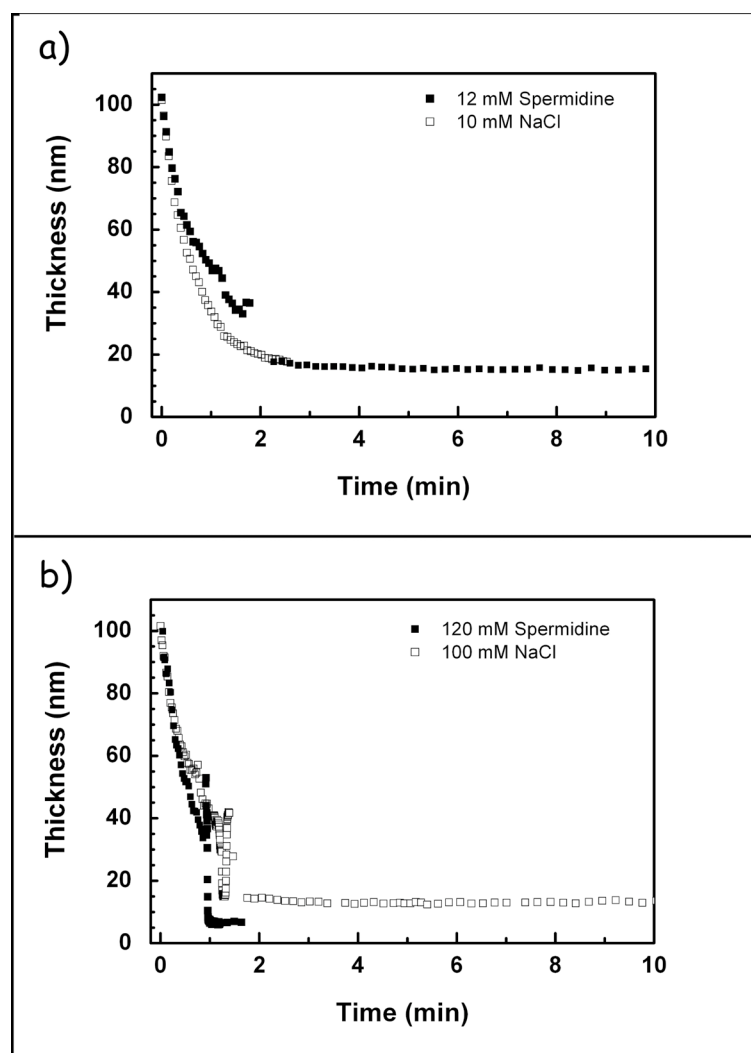 a)
12 mM Spermidine
10 mM NaCl
100
80
60
40
20
0
Thickness (nm)
0 2 4 6 8 10
Time (min)
b)
120 mM Spermidine
100 mM NaCl
100
80
60
40
20
0
Thickness (nm)
0 2 4 6 8 10
Time (min)